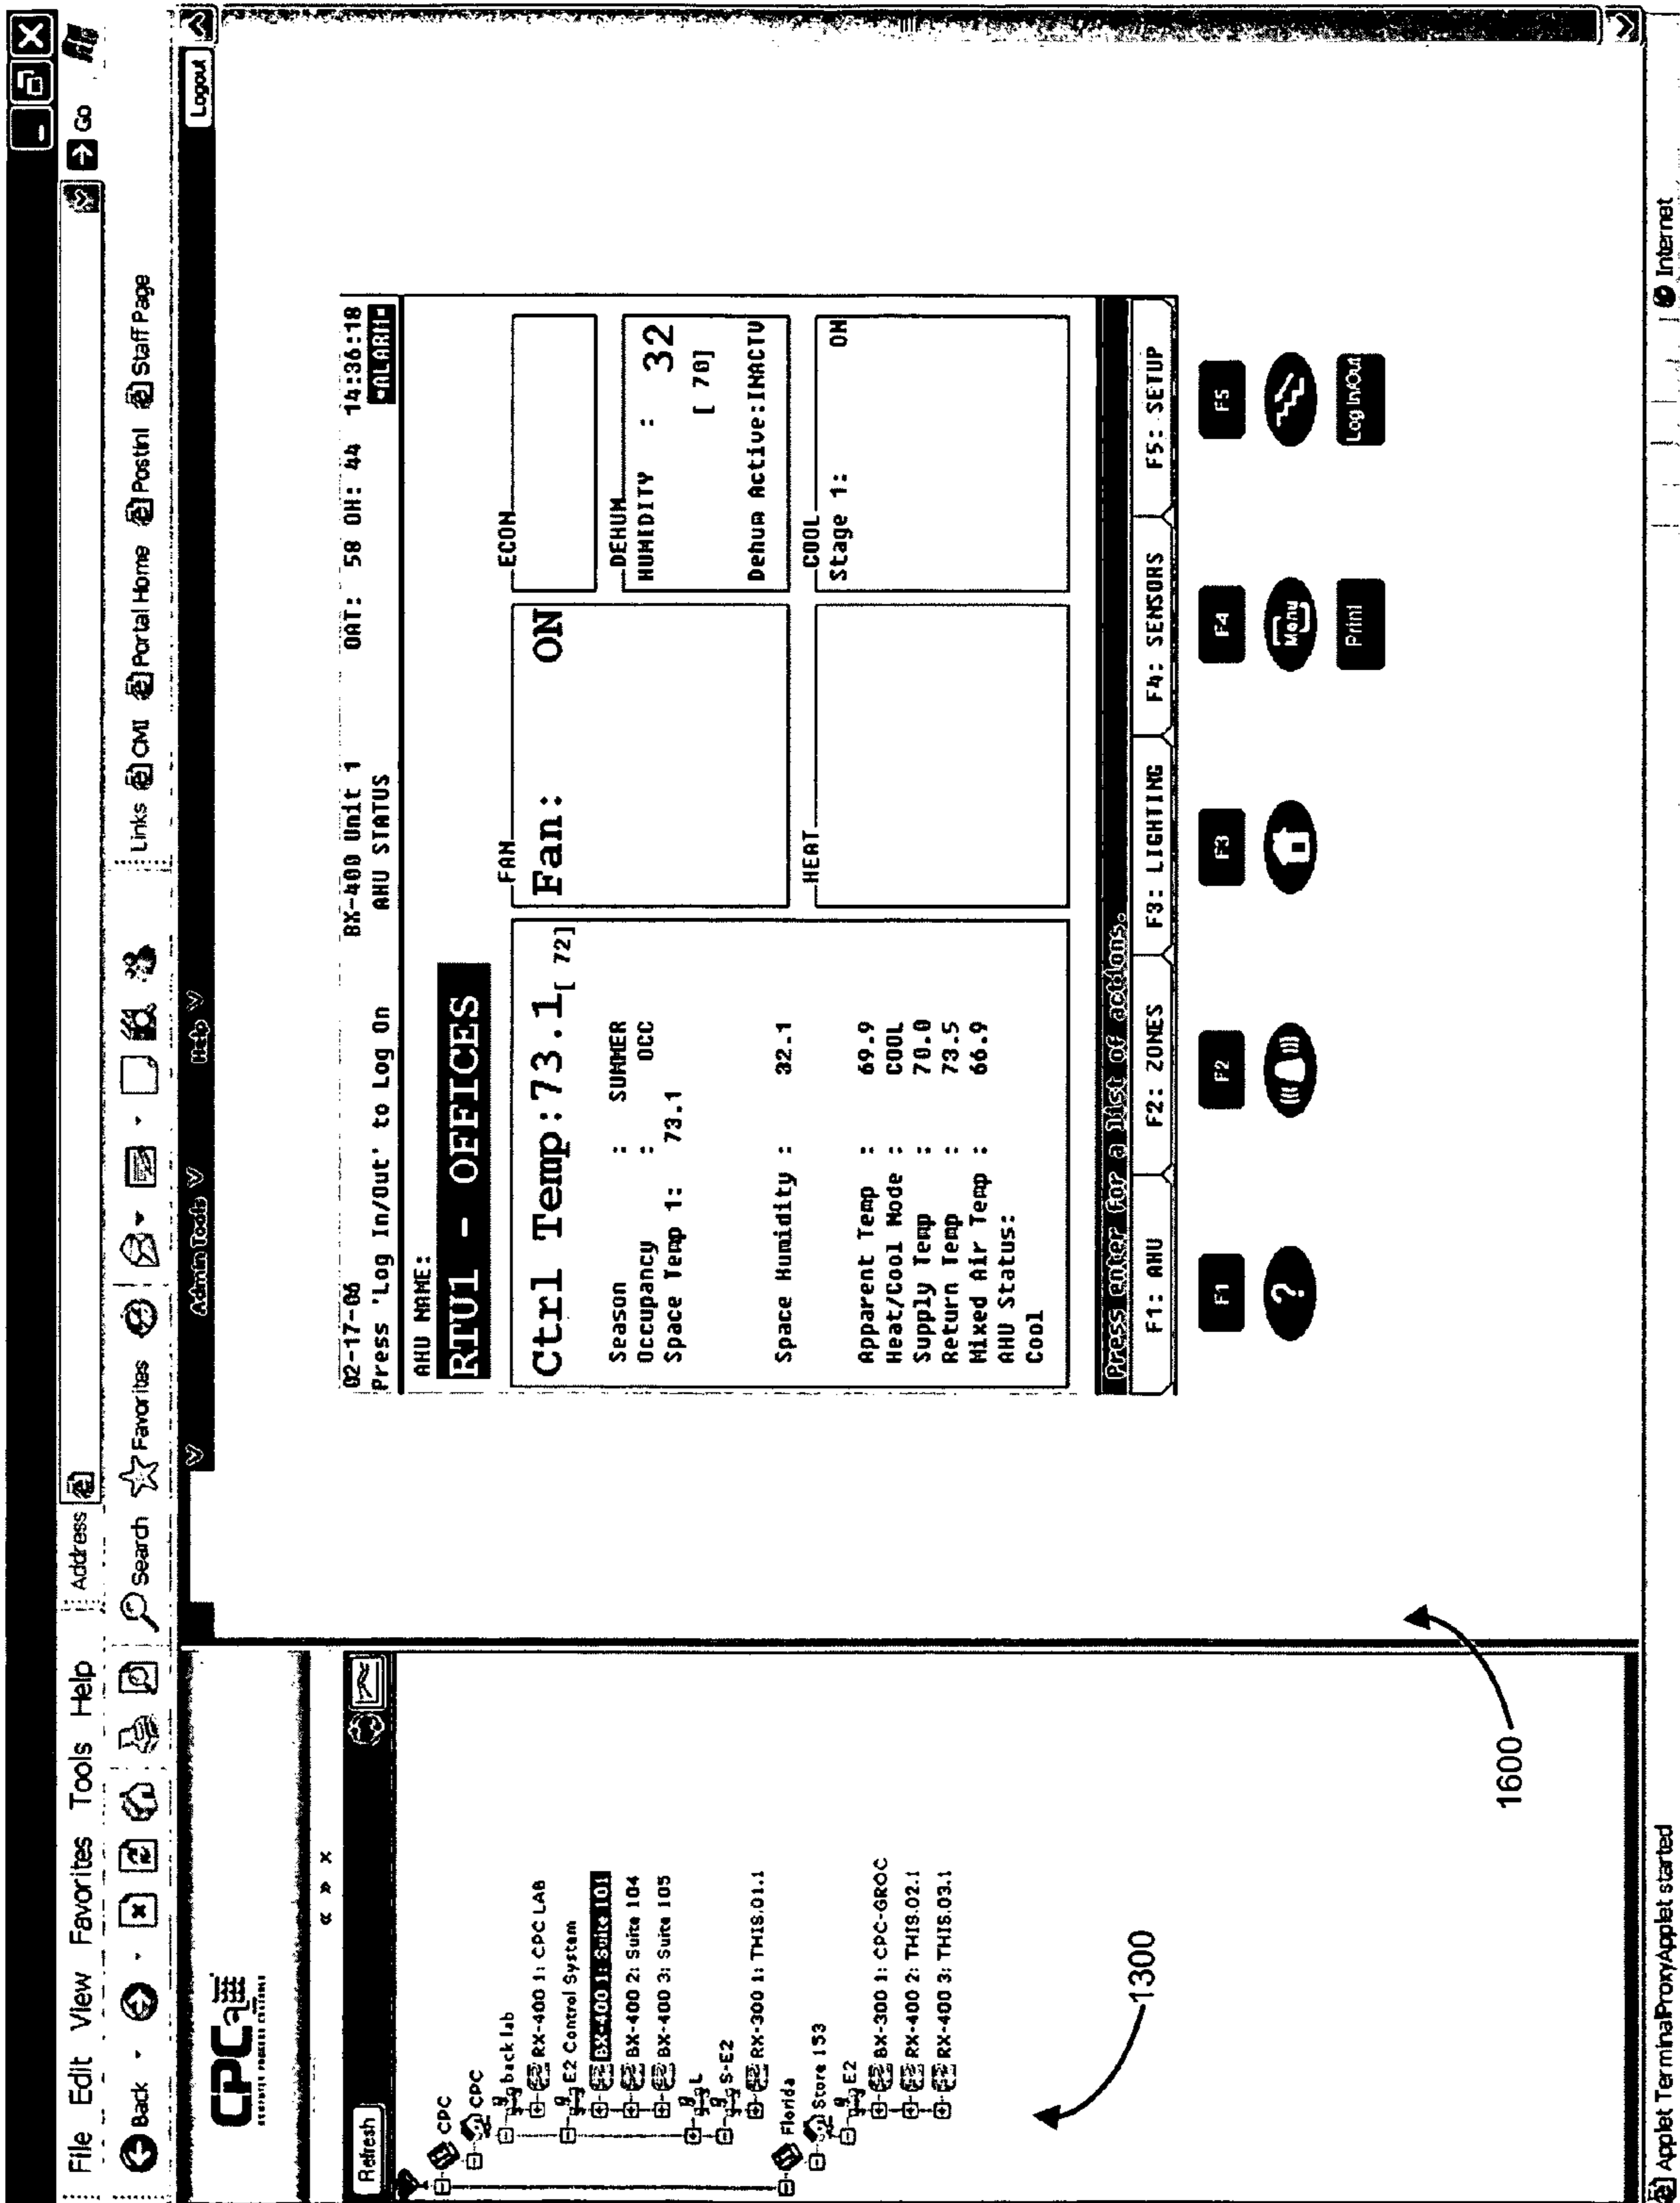 File Edit View Favorites Tools Help
Address
Go
Back
Search
Favorites
Links
CMI
Portal Home
Postini
Staff Page
Admin Tools
Help
Logout
CPC
« » ×
Refresh
CPC
CPC
back lab
RX-400 1: CPC LAB
E2 Control System
BX-400 1: Suite 101
BX-400 2: Suite 104
BX-400 3: Suite 105
L
S-E2
RX-300 1: THIS.01.1
Florida
Store 153
E2
BX-300 1: CPC-GROC
RX-400 2: THIS.02.1
RX-400 3: THIS.03.1
1300
02-17-06 BX-400 Unit 1 OAT: 58 OH: 44 14:36:18
Press 'Log In/Out' to Log On AHU STATUS *ALARM*
AHU NAME:
RTU1 - OFFICES
Ctrl Temp:73.1[ 72]
Season : SUMMER
Occupancy : OCC
Space Temp 1: 73.1
Space Humidity : 32.1
Apparent Temp : 69.9
Heat/Cool Mode : COOL
Supply Temp : 70.0
Return Temp : 73.5
Mixed Air Temp : 66.9
AHU Status:
Cool
FAN
Fan: ON
ECON
DEHUM
HUMIDITY : 32
[ 70]
Dehum Active:INACTV
HEAT
COOL
Stage 1: ON
Press enter for a list of actions.
F1: AHU F2: ZONES F3: LIGHTING F4: SENSORS F5: SETUP
F1 F2 F3 F4 F5
? Menu
Print Log In/Out
1600
Applet TerminalProxyApplet started
Internet